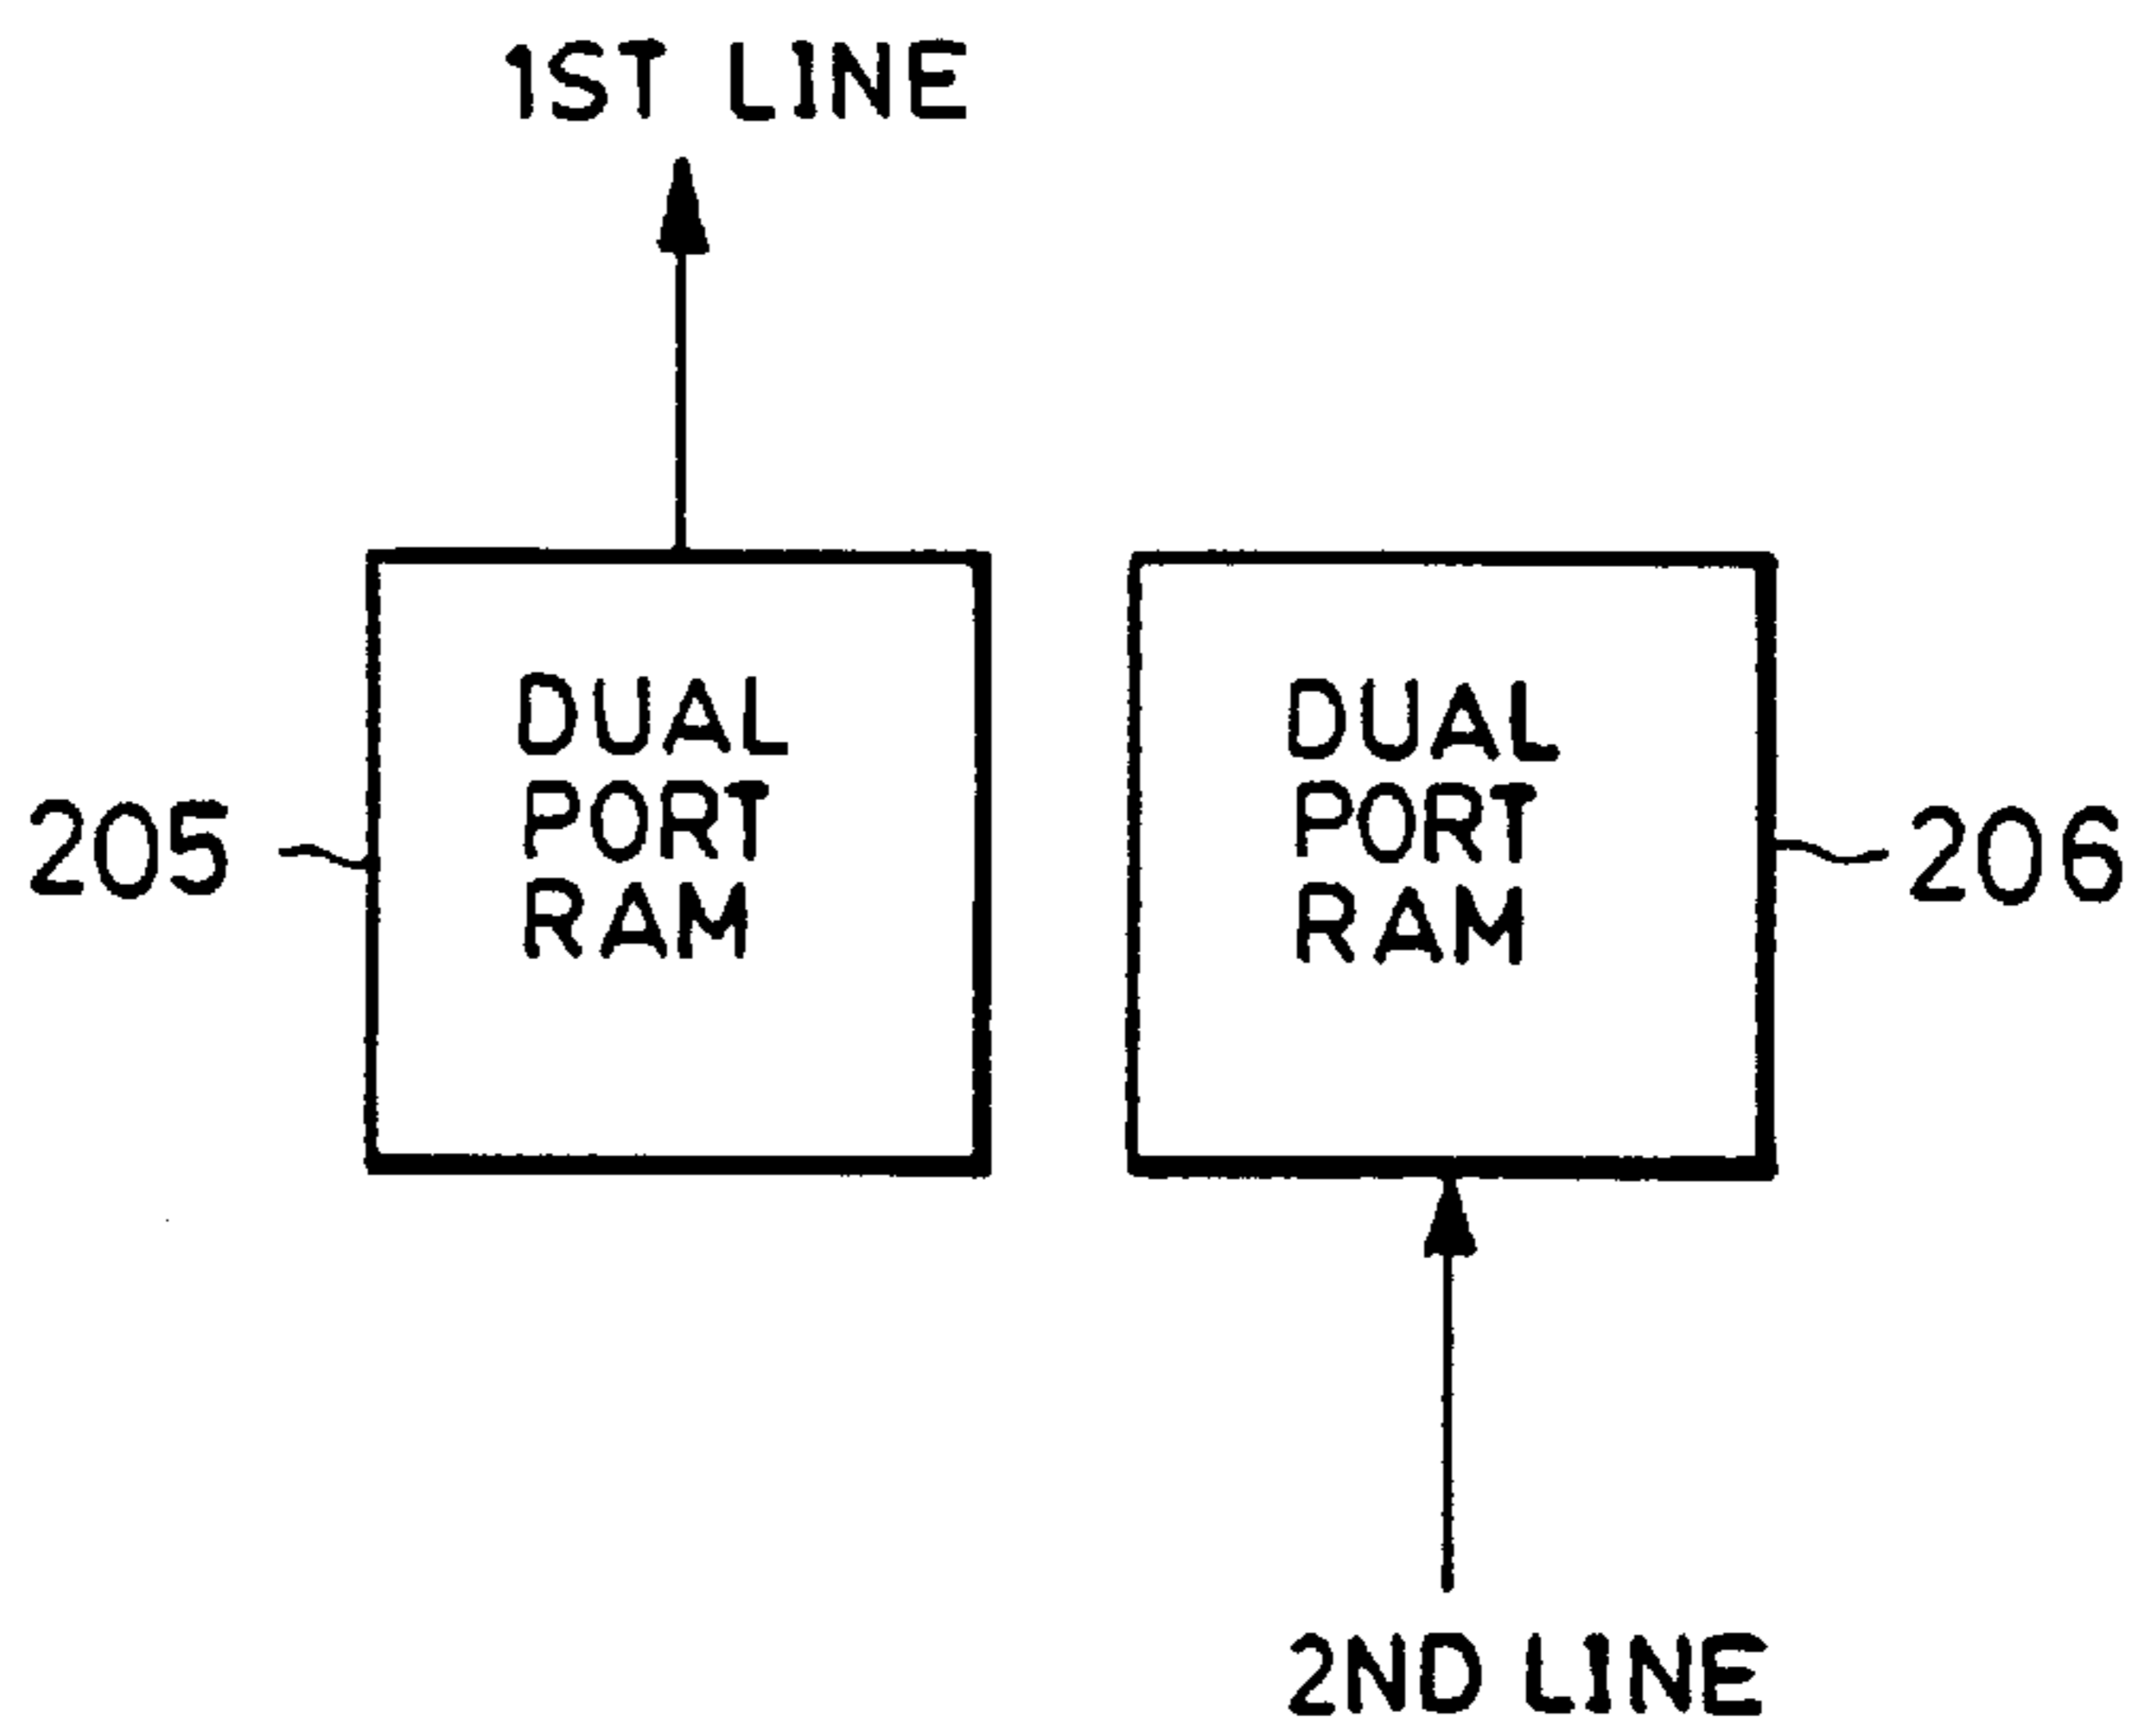 1ST LINE
DUAL
PORT
RAM
205
DUAL
PORT
RAM
206
2ND LINE